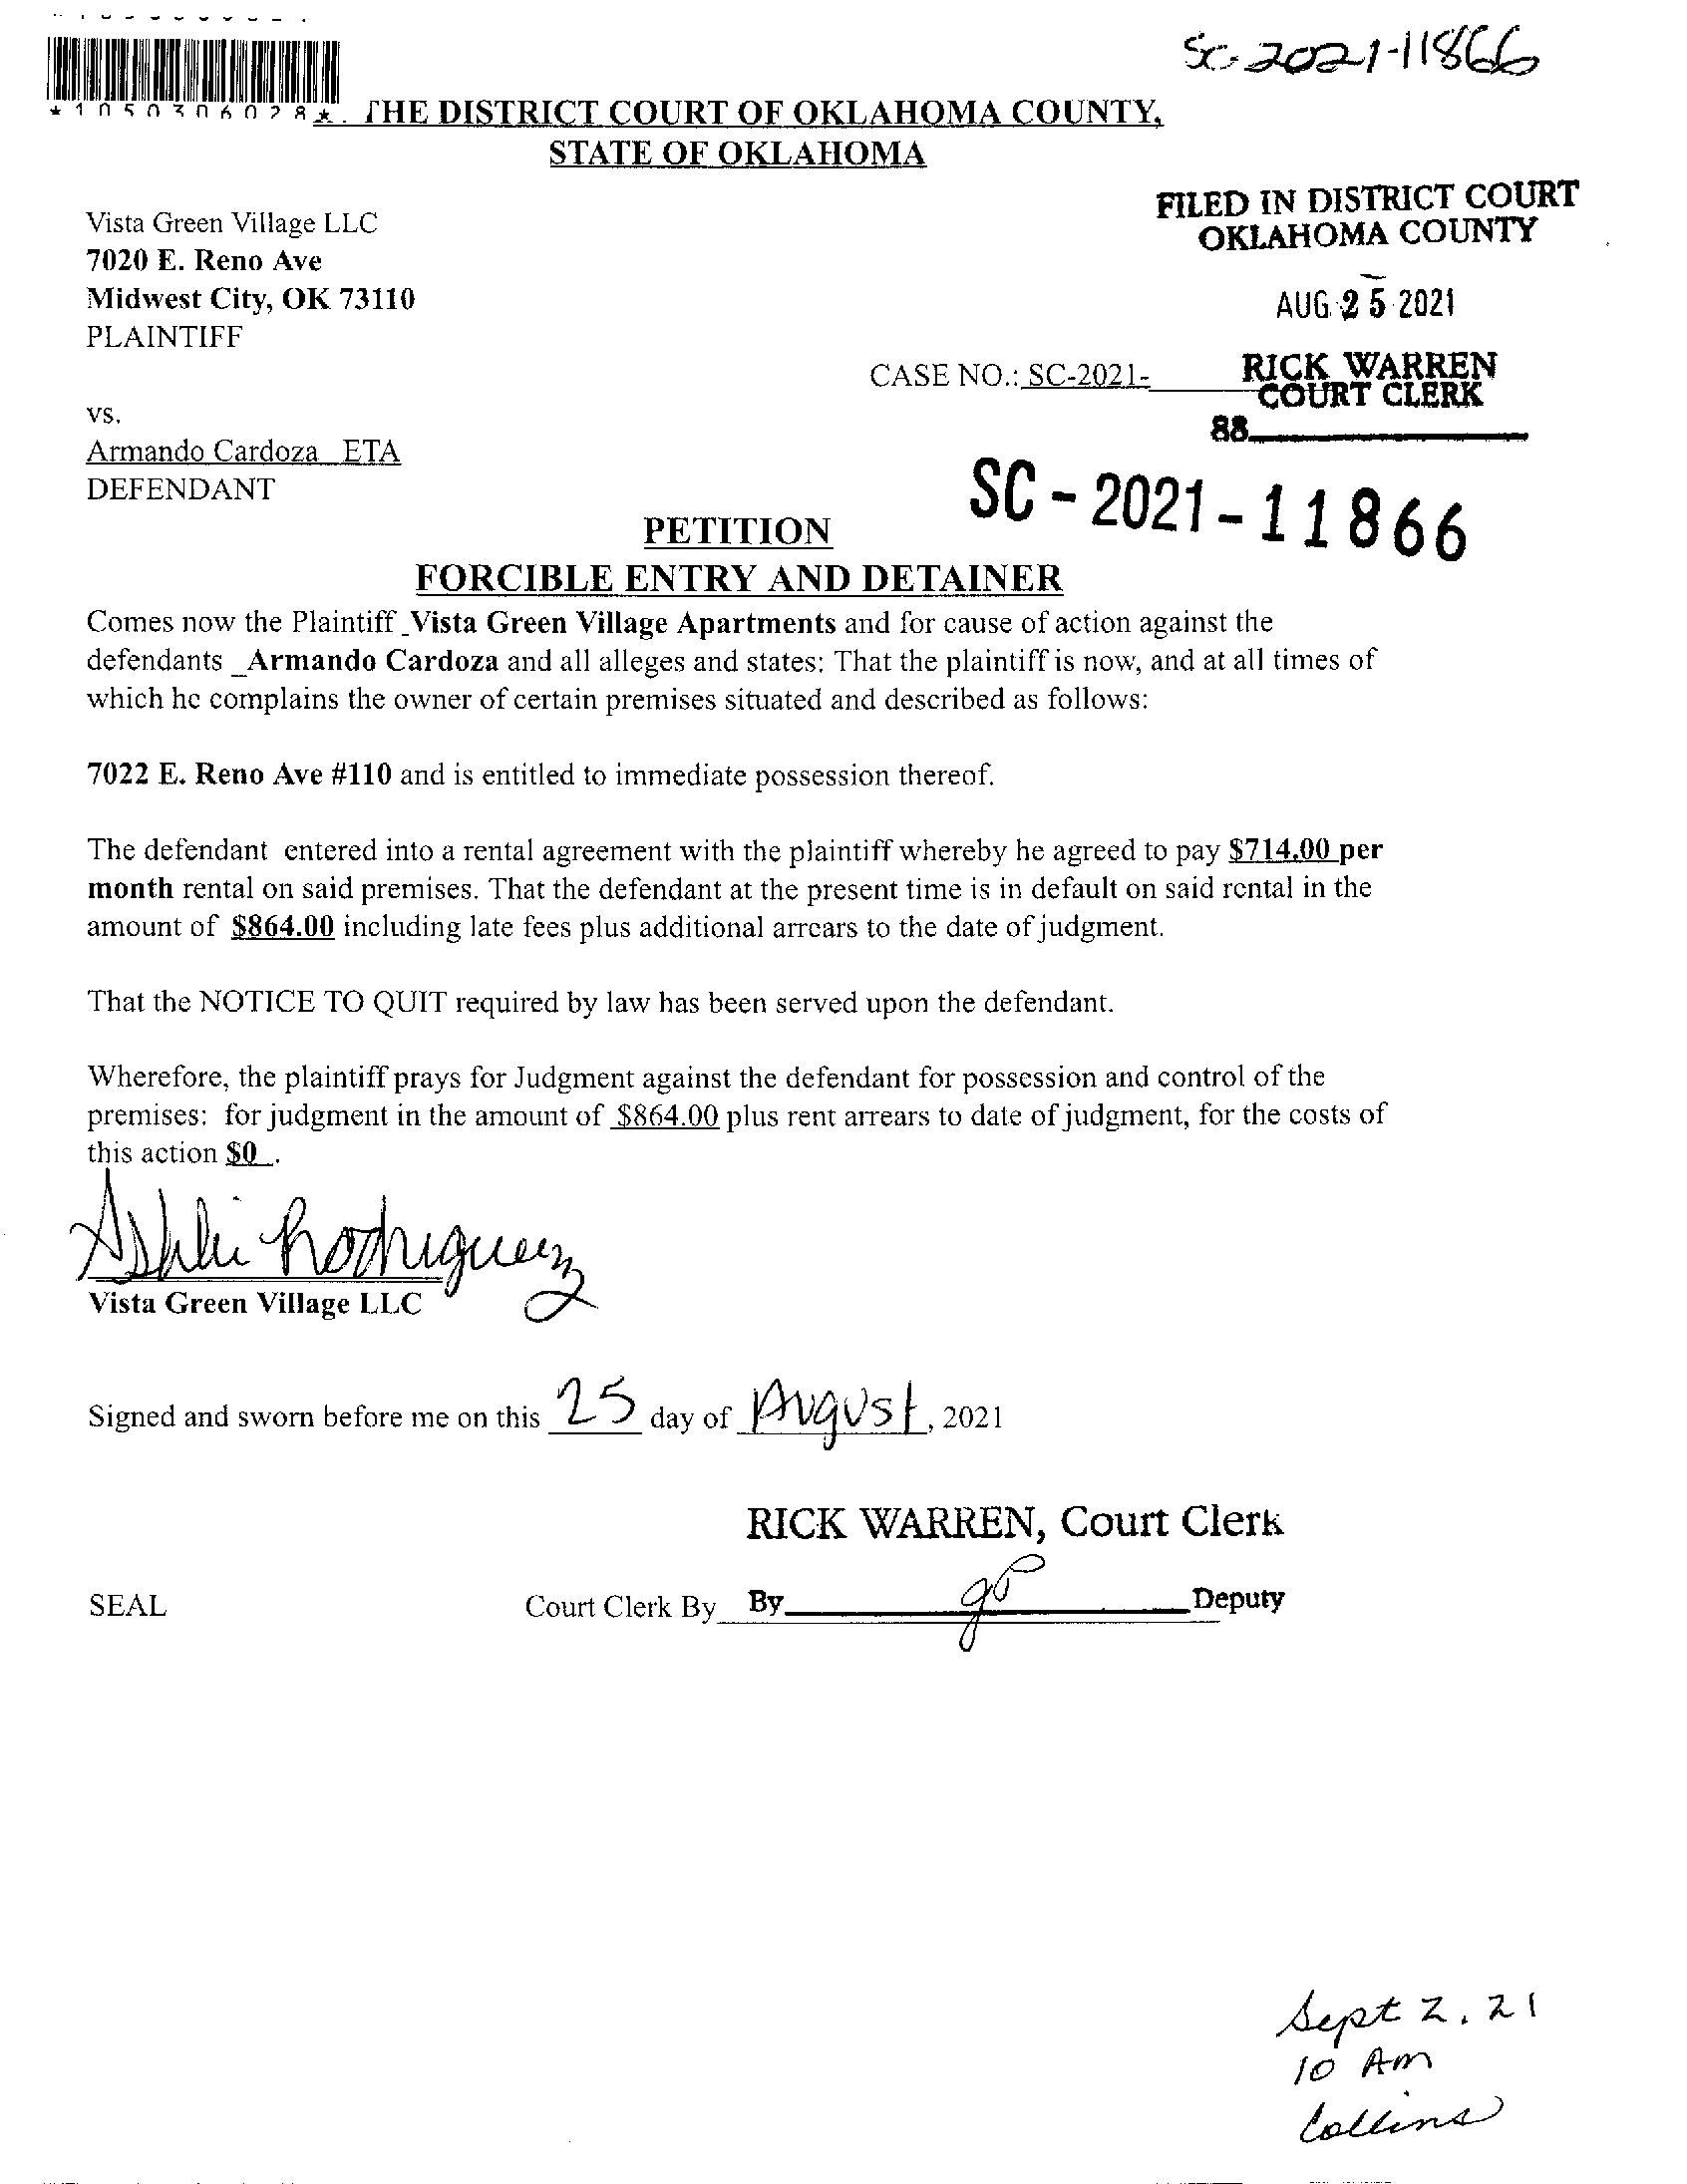 SC-2021-11866
*1050306028*. THE DISTRICT COURT OF OKLAHOMA COUNTY,
STATE OF OKLAHOMA
FILED IN DISTRICT COURT
OKLAHOMA COUNTY
Vista Green Village LLC
7020 E. Reno Ave
Midwest City, OK 73110
PLAINTIFF
AUG 25 2021
CASE NO.: SC-2021-
RICK WARREN
COURT CLERK
88
vs.
Armando Cardoza ETA
DEFENDANT
SC-2021-11866
PETITION
FORCIBLE ENTRY AND DETAINER
Comes now the Plaintiff _Vista Green Village Apartments and for cause of action against the
defendants _Armando Cardoza and all alleges and states: That the plaintiff is now, and at all times of
which he complains the owner of certain premises situated and described as follows:
7022 E. Reno Ave #110 and is entitled to immediate possession thereof.
The defendant entered into a rental agreement with the plaintiff whereby he agreed to pay $714.00 per
month rental on said premises. That the defendant at the present time is in default on said rental in the
amount of $864.00 including late fees plus additional arrears to the date of judgment.
That the NOTICE TO QUIT required by law has been served upon the defendant.
Wherefore, the plaintiff prays for Judgment against the defendant for possession and control of the
premises: for judgment in the amount of $864.00 plus rent arrears to date of judgment, for the costs of
this action $0_.
Ashlei Rodriguez
Vista Green Village LLC
Signed and sworn before me on this 25 day of August, 2021
RICK WARREN, Court Clerk
SEAL Court Clerk By By Deputy
Sept 2, 21
10 Am
Collins